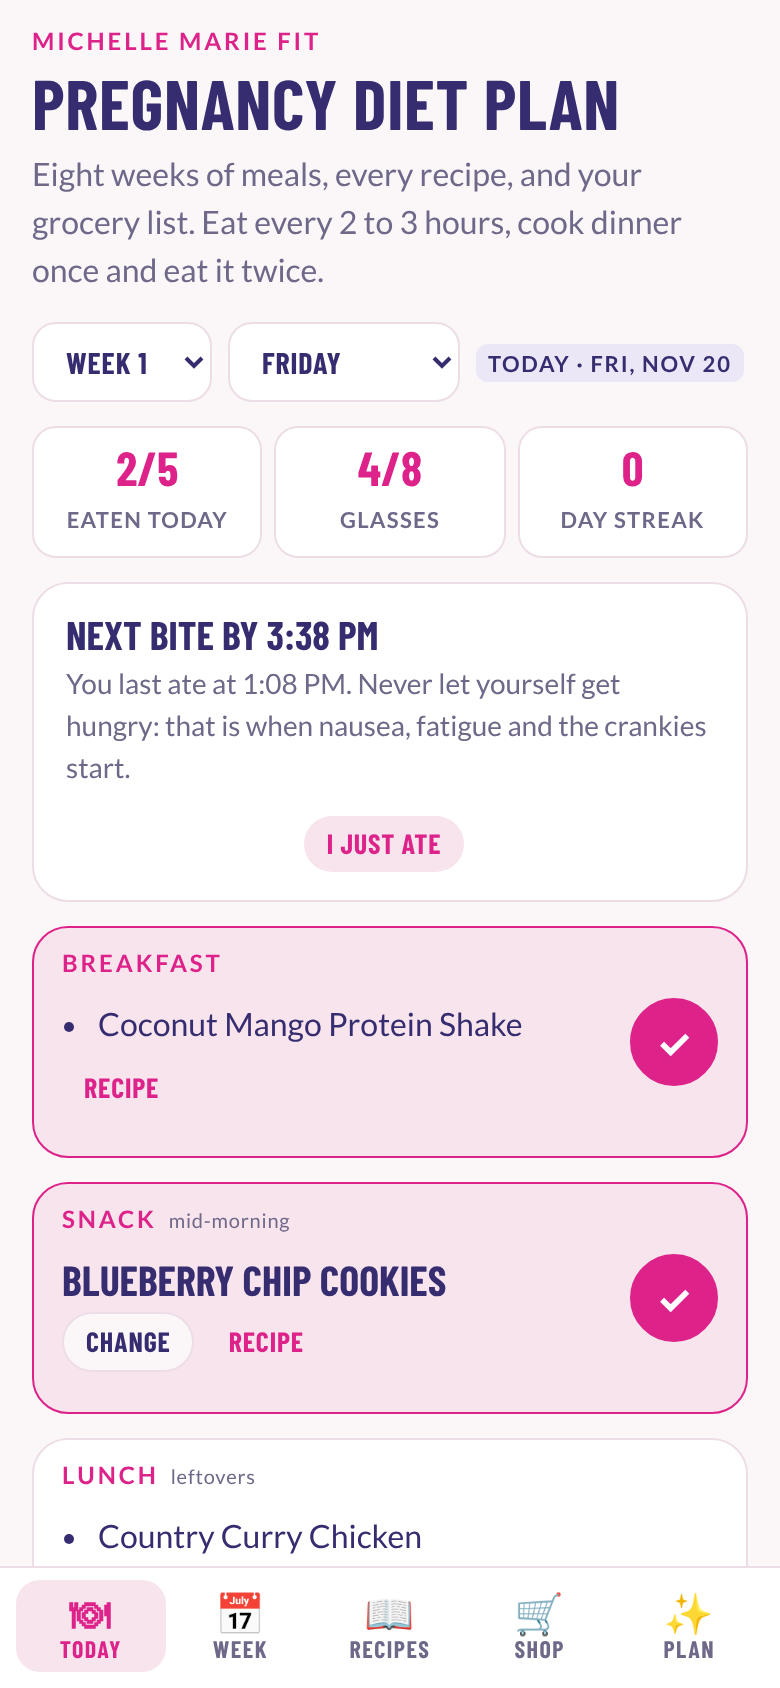 MICHELLE MARIE FIT
PREGNANCY DIET PLAN
Eight weeks of meals, every recipe, and your
grocery list. Eat every 2 to 3 hours, cook dinner
once and eat it twice.
WEEK 1 FRIDAY TODAY · FRI, NOV 20
2/5 4/8 0
EATEN TODAY GLASSES DAY STREAK
NEXT BITE BY 3:38 PM
You last ate at 1:08 PM. Never let yourself get
hungry: that is when nausea, fatigue and the crankies
start.
I JUST ATE
BREAKFAST
• Coconut Mango Protein Shake
RECIPE
SNACK mid-morning
BLUEBERRY CHIP COOKIES
CHANGE RECIPE
LUNCH leftovers
• Country Curry Chicken
July
17
TODAY WEEK RECIPES SHOP PLAN